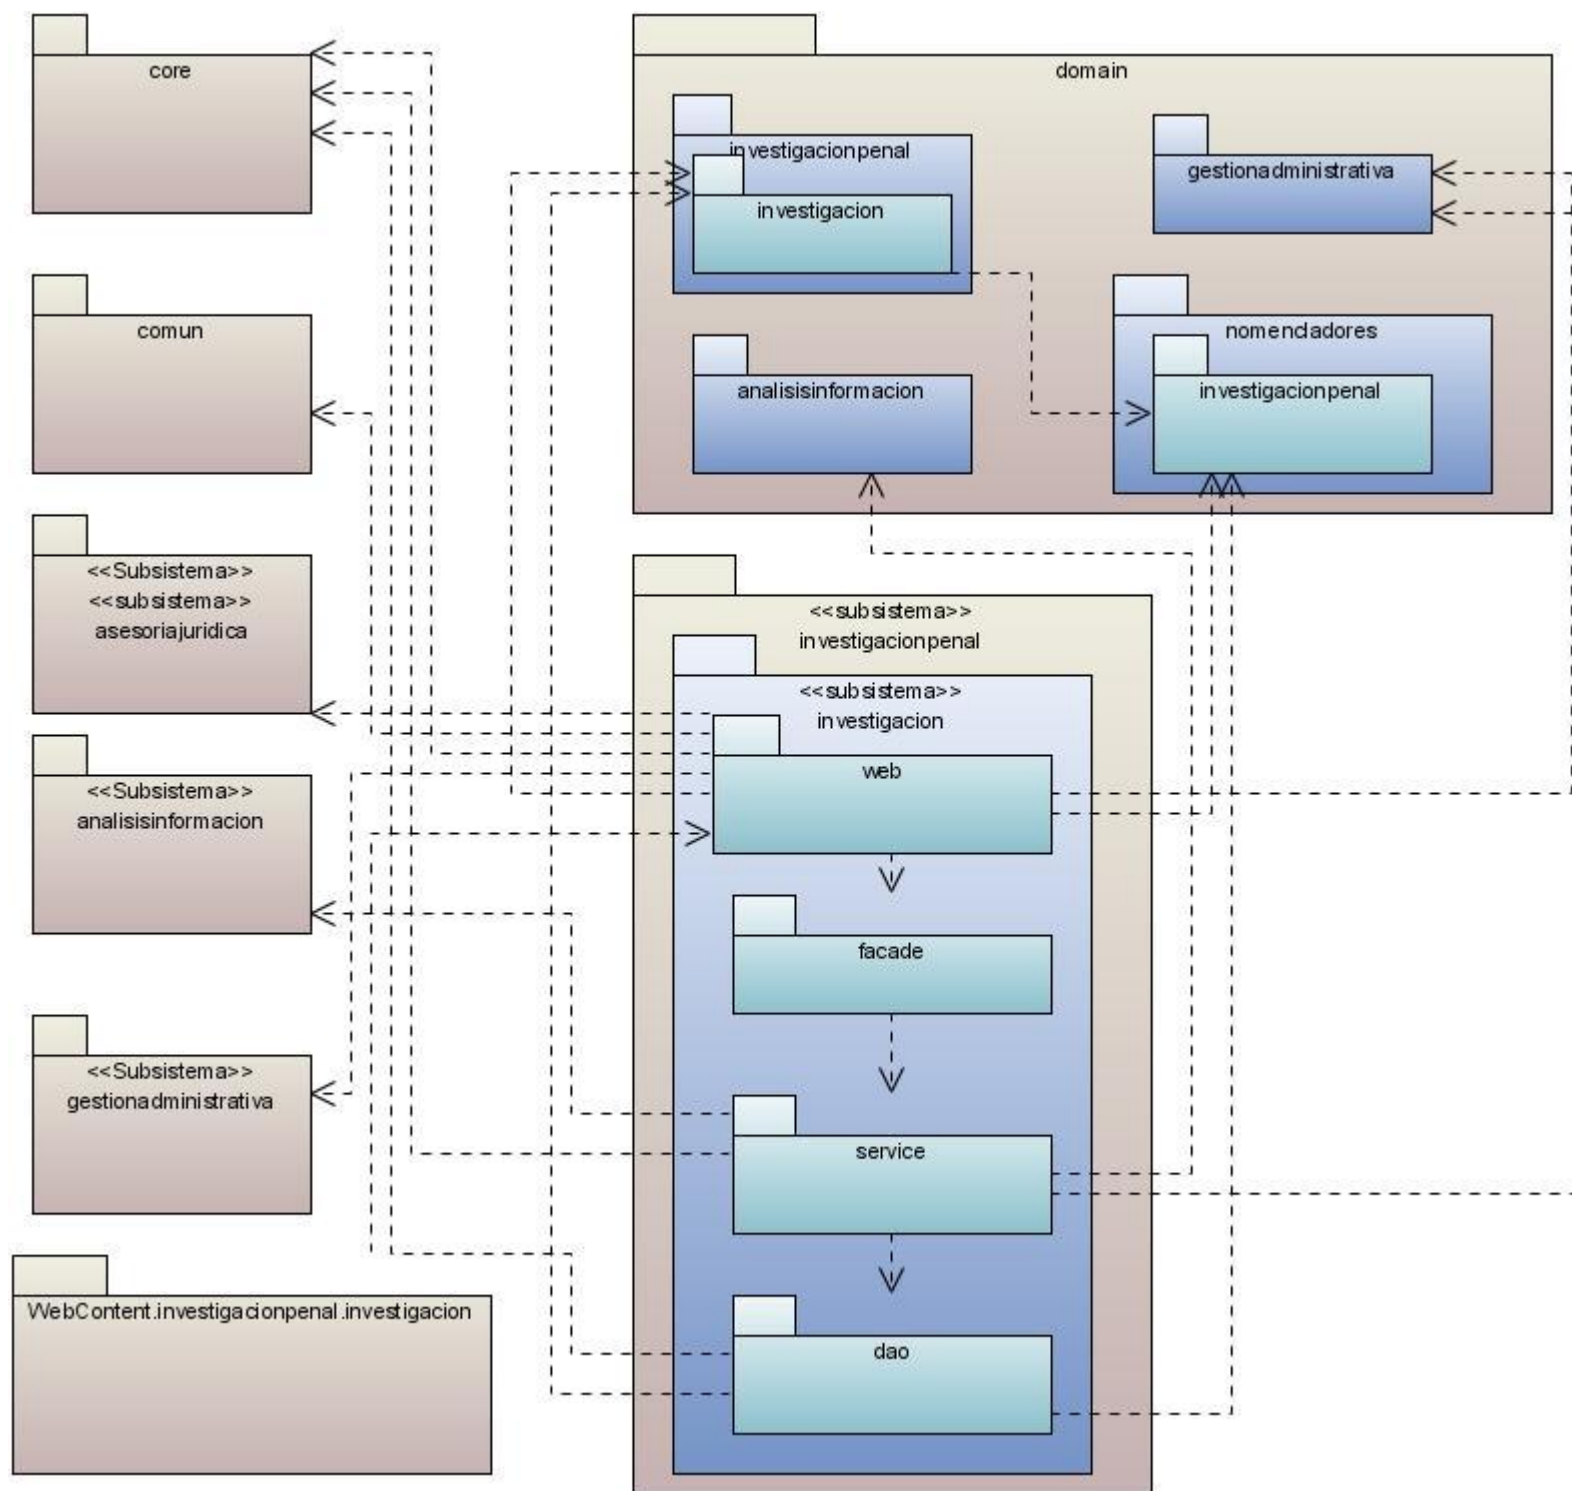 core
comun
<<Subsistema>>
<<subsistema>>
asesoriajuridica
<<Subsistema>>
analisisinformacion
<<Subsistema>>
gestionadministrativa
WebContent.investigacionpenal.investigacion
domain
investigacionpenal
investigacion
gestionadministrativa
analisisinformacion
nomencladores
investigacionpenal
<<subsistema>>
investigacionpenal
<<subsistema>>
investigacion
web
facade
service
dao